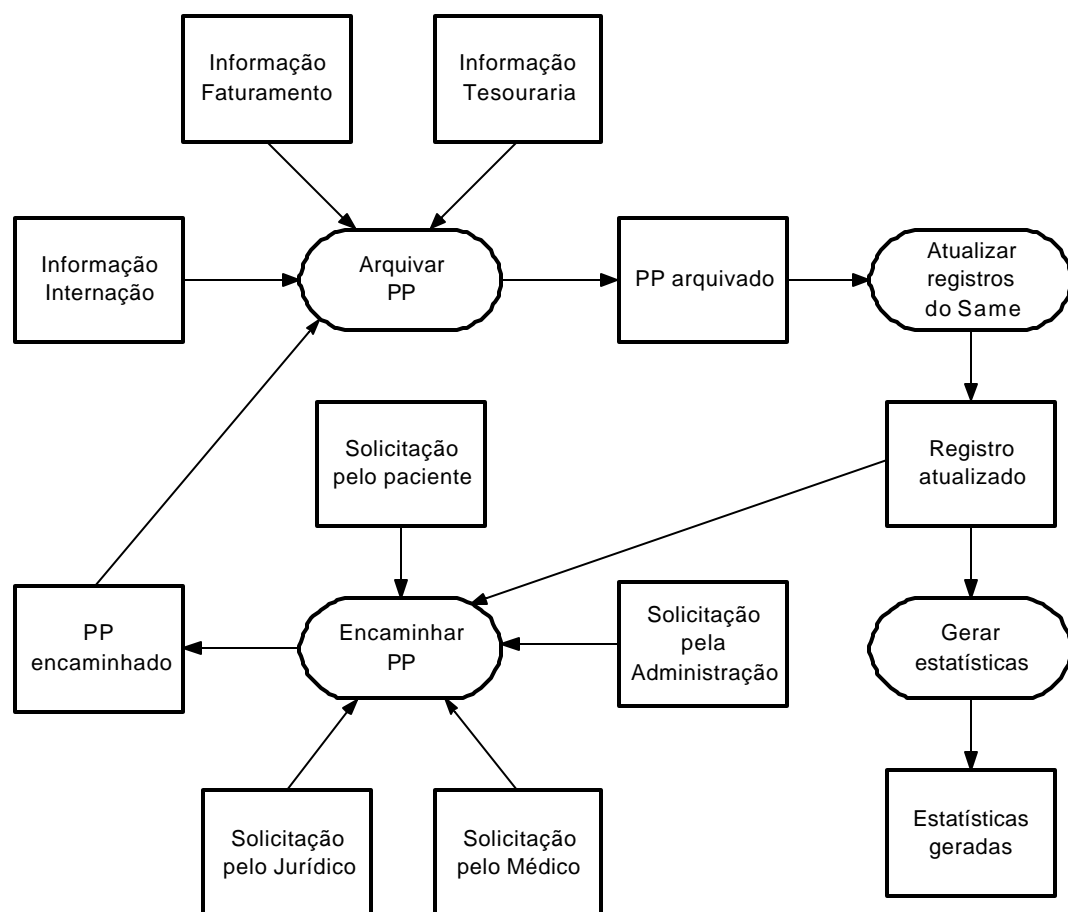 Informação
Faturamento
Informação
Tesouraria
Informação
Internação
Arquivar
PP
PP arquivado
Atualizar
registros
do Same
Solicitação
pelo paciente
Registro
atualizado
PP
encaminhado
Encaminhar
PP
Solicitação
pela
Administração
Gerar
estatísticas
Solicitação
pelo Jurídico
Solicitação
pelo Médico
Estatísticas
geradas